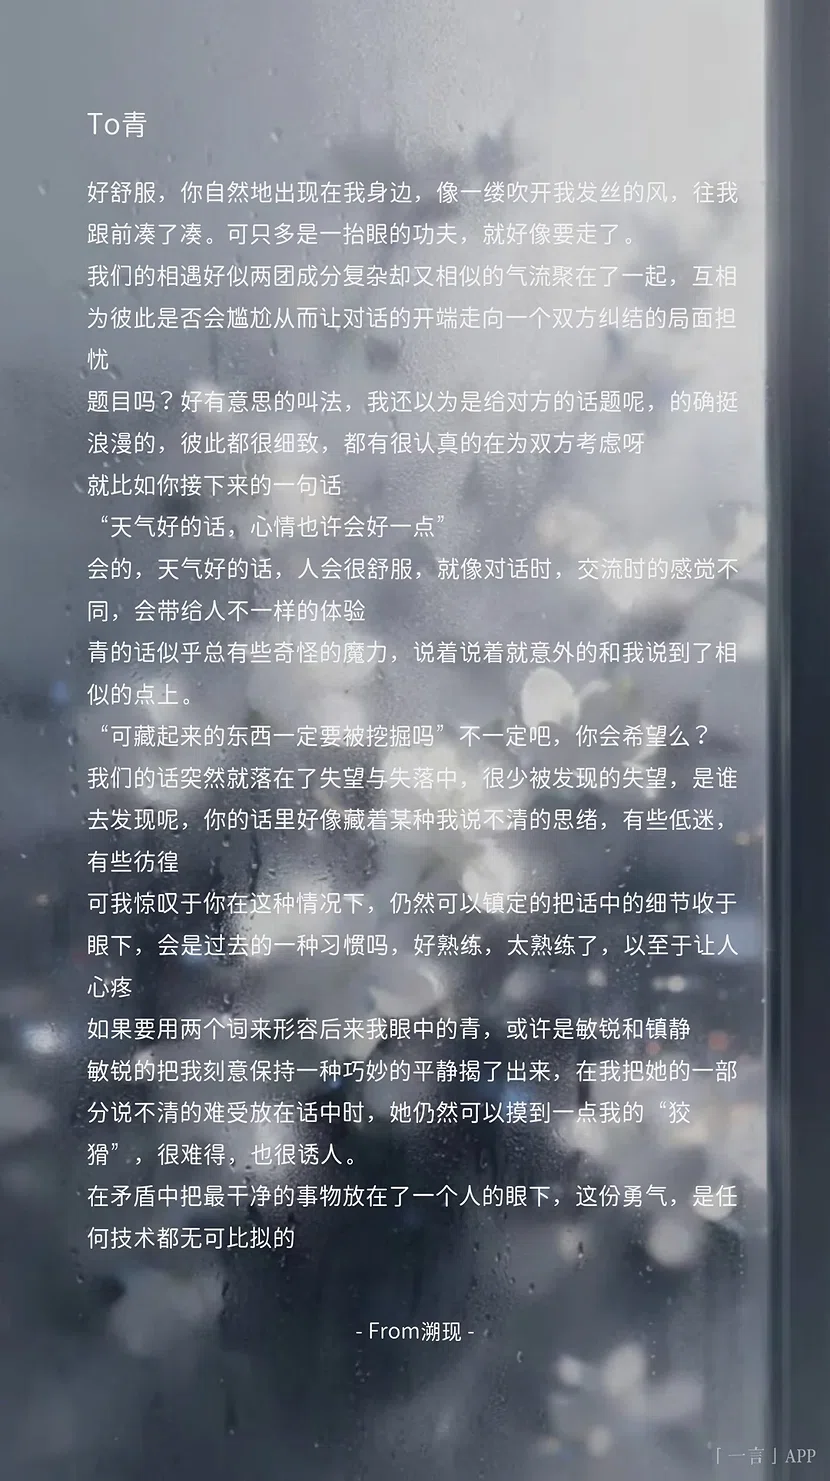 To青
好舒服，你自然地出现在我身边，像一缕吹开我发丝的风，往我
跟前凑了凑。可只多是一抬眼的功夫，就好像要走了。
我们的相遇好似两团成分复杂却又相似的气流聚在了一起，互相
为彼此是否会尴尬从而让对话的开端走向一个双方纠结的局面担
忧
题目吗？好有意思的叫法，我还以为是给对方的话题呢，的确挺
浪漫的，彼此都很细致，都有很认真的在为双方考虑呀
就比如你接下来的一句话
“天气好的话，心情也许会好一点”
会的，天气好的话，人会很舒服，就像对话时，交流时的感觉不
同，会带给人不一样的体验
青的话似乎总有些奇怪的魔力，说着说着就意外的和我说到了相
似的点上。
“可藏起来的东西一定要被挖掘吗”不一定吧，你会希望么？
我们的话突然就落在了失望与失落中，很少被发现的失望，是谁
去发现呢，你的话里好像藏着某种我说不清的思绪，有些低迷，
有些彷徨
可我惊叹于你在这种情况下，仍然可以镇定的把话中的细节收于
眼下，会是过去的一种习惯吗，好熟练，太熟练了，以至于让人
心疼
如果要用两个词来形容后来我眼中的青，或许是敏锐和镇静
敏锐的把我刻意保持一种巧妙的平静揭了出来，在我把她的一部
分说不清的难受放在话中时，她仍然可以摸到一点我的“狡
猾”，很难得，也很诱人。
在矛盾中把最干净的事物放在了一个人的眼下，这份勇气，是任
何技术都无可比拟的
- From溯现 -
「一言」APP